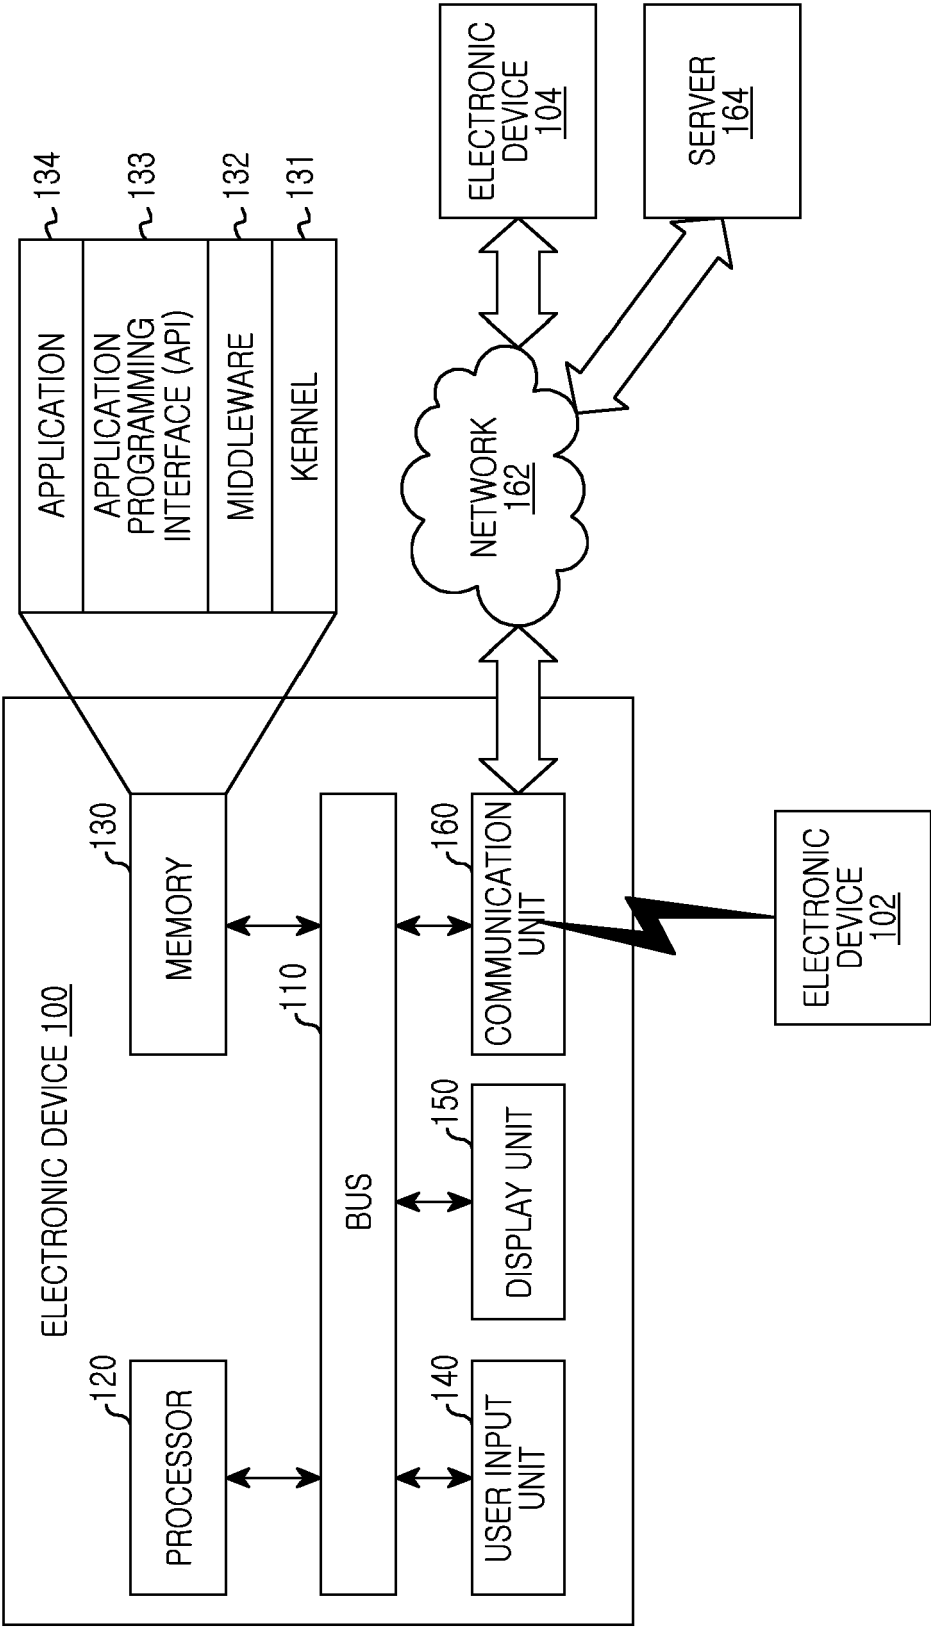 ELECTRONIC DEVICE 100
120
PROCESSOR
130
MEMORY
134
APPLICATION
133
APPLICATION
PROGRAMMING
INTERFACE (API)
132
MIDDLEWARE
131
KERNEL
110
BUS
140
USER INPUT
UNIT
150
DISPLAY UNIT
160
COMMUNICATION
UNIT
NETWORK
162
ELECTRONIC
DEVICE
104
SERVER
164
ELECTRONIC
DEVICE
102